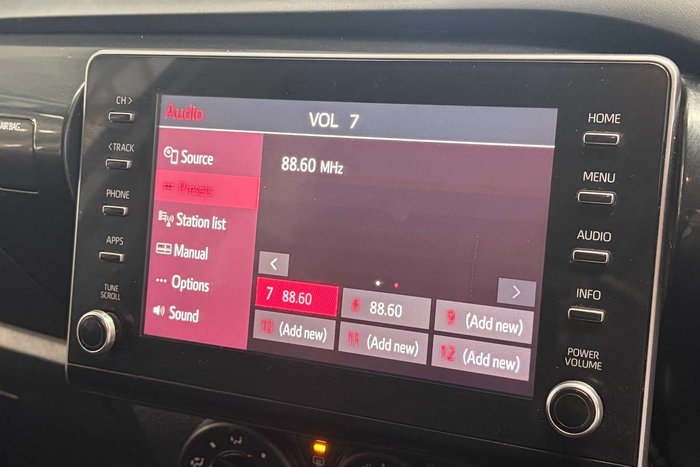 AIRBAG
CH >
< TRACK
PHONE
APPS
TUNE
SCROLL
Audio
VOL 7
Source
Presets
Station list
Manual
Options
Sound
88.60 MHz
<
>
7 88.60
8 88.60
9 (Add new)
10 (Add new)
11 (Add new)
12 (Add new)
HOME
MENU
AUDIO
INFO
POWER
VOLUME